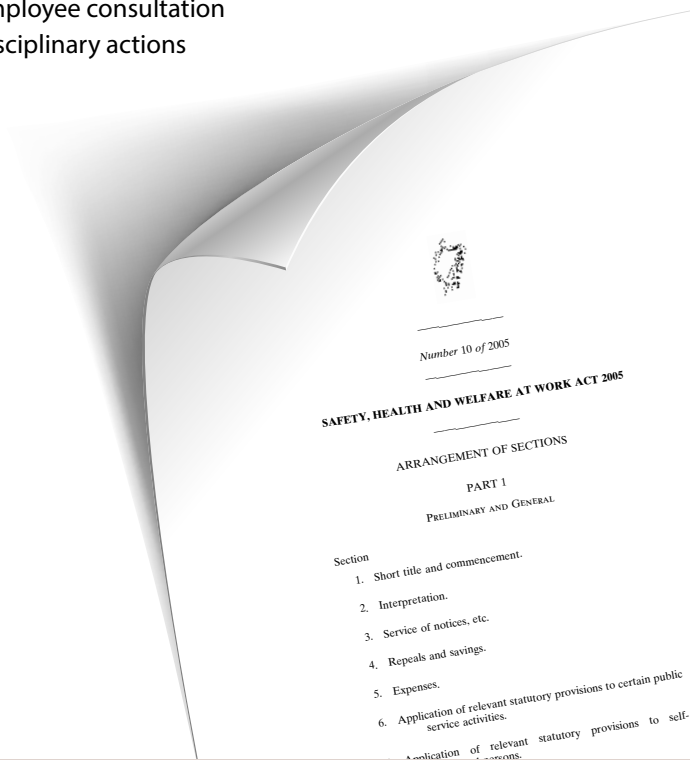 employee consultation
disciplinary actions
Number 10 of 2005
SAFETY, HEALTH AND WELFARE AT WORK ACT 2005
ARRANGEMENT OF SECTIONS
PART 1
Preliminary and General
Section
1. Short title and commencement.
2. Interpretation.
3. Service of notices, etc.
4. Repeals and savings.
5. Expenses.
6. Application of relevant statutory provisions to certain public
service activities.
Application of relevant statutory provisions to self-
persons.